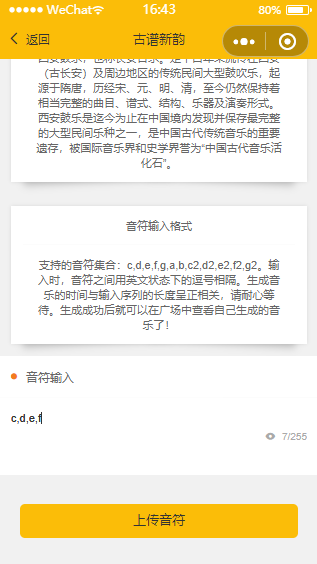 WeChat 16:43 80%
返回 古谱新韵
西安鼓乐，也称长安古乐。是千百年来流传在西安
（古长安）及周边地区的传统民间大型鼓吹乐，起
源于隋唐，历经宋、元、明、清，至今仍然保持着
相当完整的曲目、谱式、结构、乐器及演奏形式。
西安鼓乐是迄今为止在中国境内发现并保存最完整
的大型民间乐种之一，是中国古代传统音乐的重要
遗存，被国际音乐界和史学界誉为“中国古代音乐活
化石”。
音符输入格式
支持的音符集合：c,d,e,f,g,a,b,c2,d2,e2,f2,g2。输
入时，音符之间用英文状态下的逗号相隔。生成音
乐的时间与输入序列的长度呈正相关，请耐心等
待。生成成功后就可以在广场中查看自己生成的音
乐了！
音符输入
c,d,e,f
7/255
上传音符